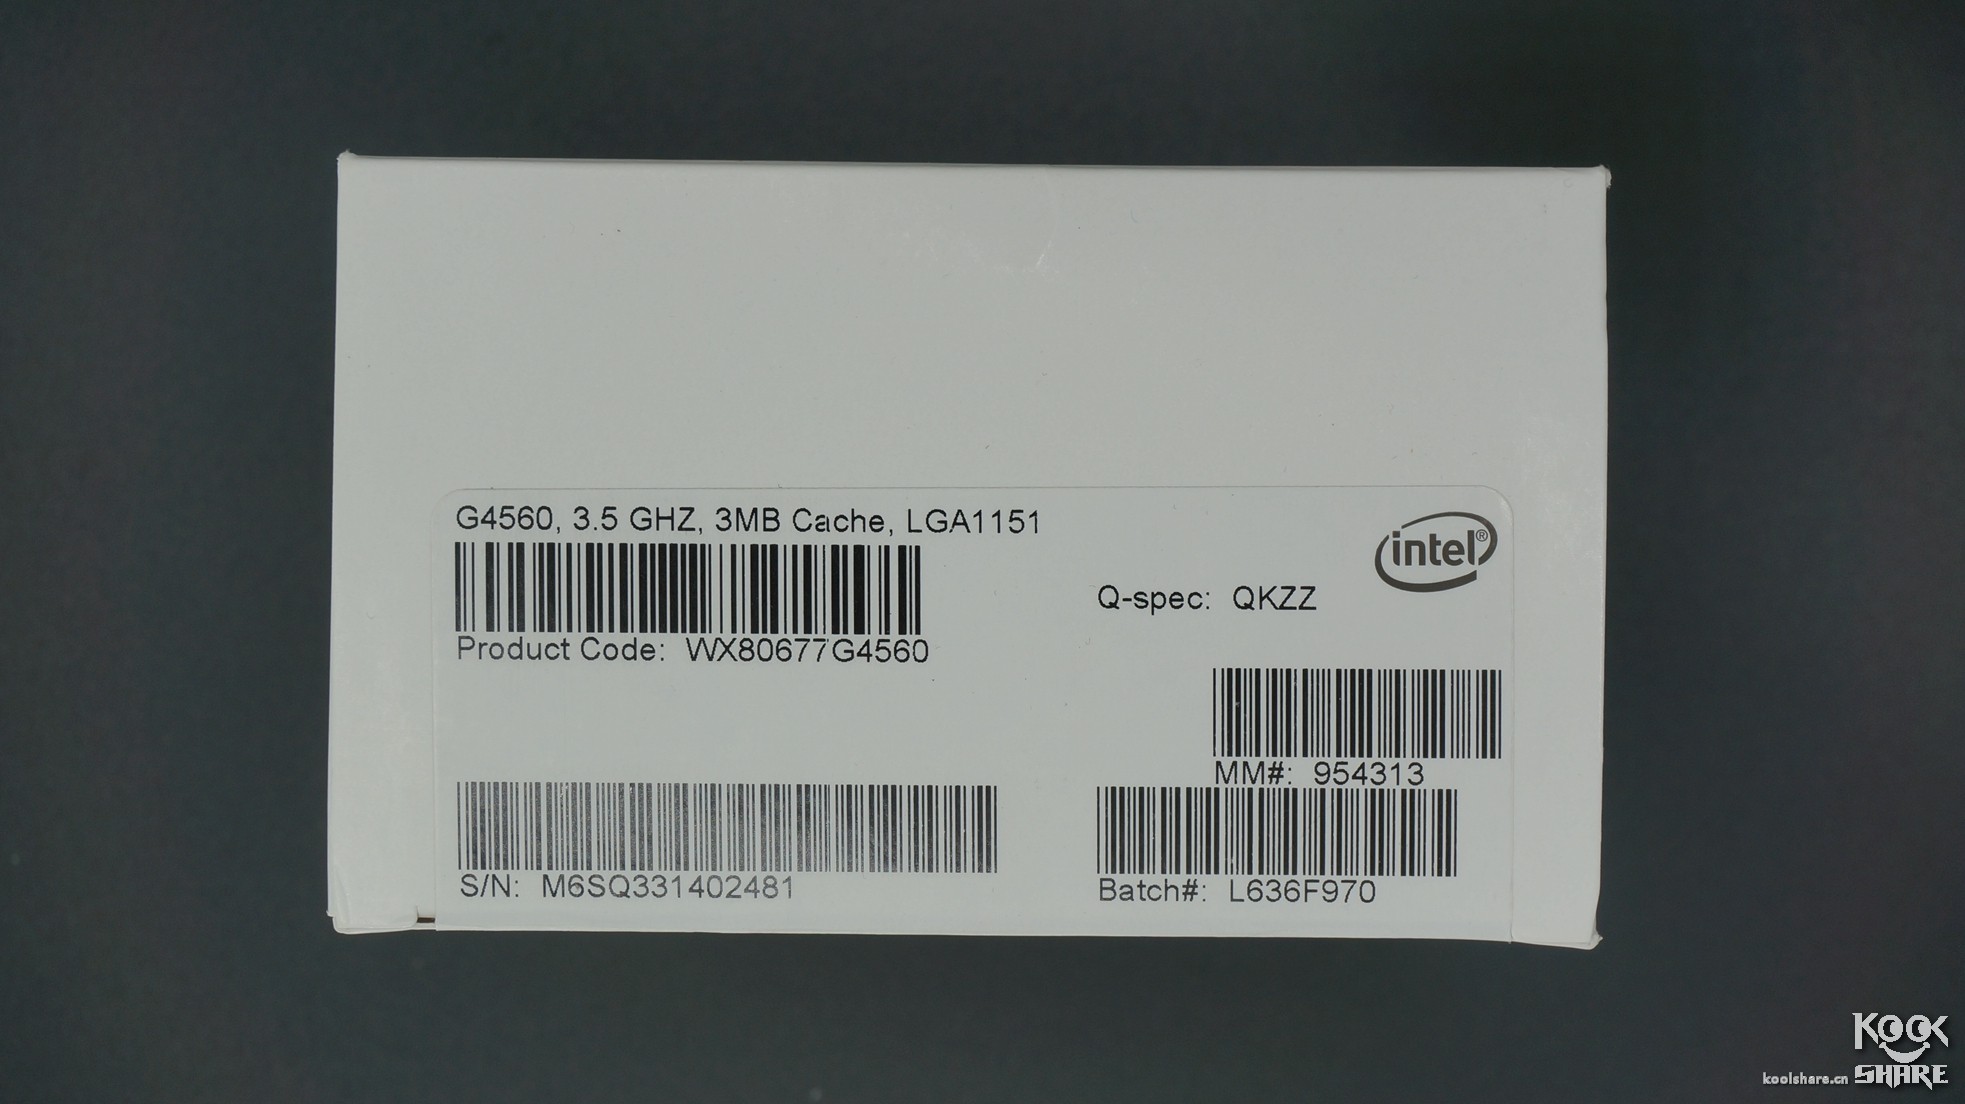 G4560, 3.5 GHZ, 3MB Cache, LGA1151
intel®
Q-spec: QKZZ
Product Code: WX80677G4560
MM#: 954313
S/N: M6SQ331402481
Batch#: L636F970
KOOL
SHARE
koolshare.cn